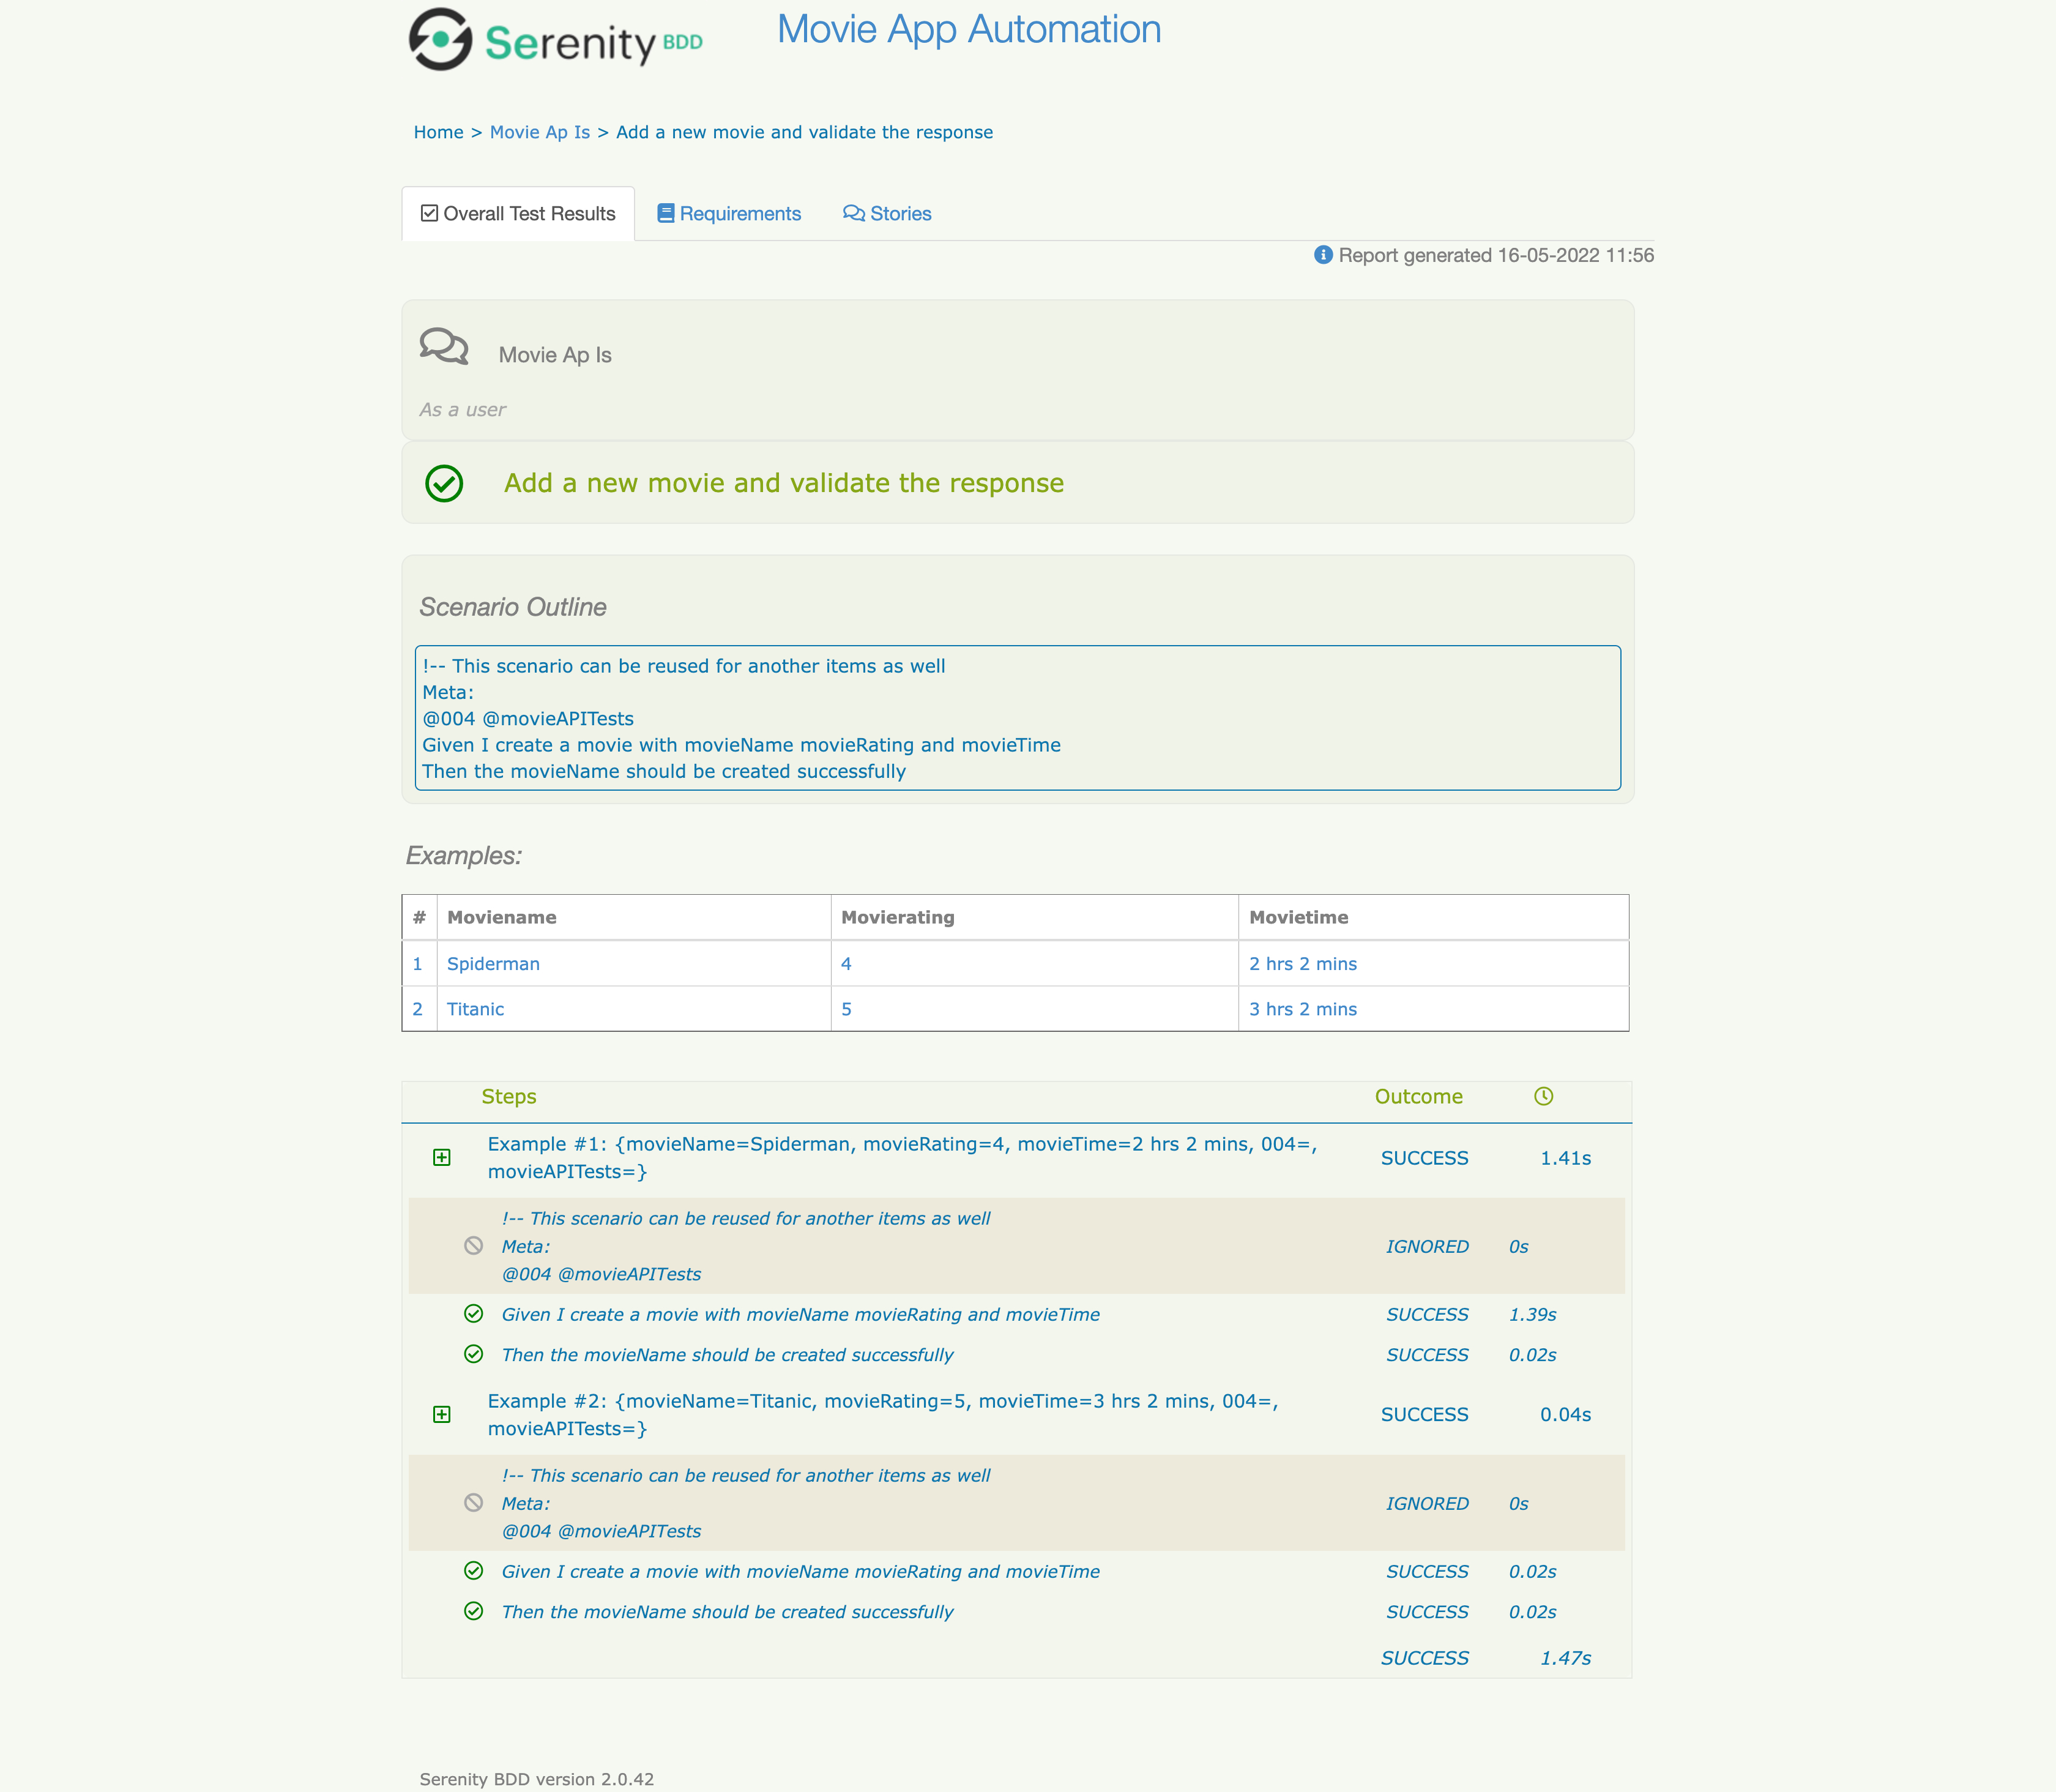 Serenity BDD
Movie App Automation
Home > Movie Ap Is > Add a new movie and validate the response
Overall Test Results Requirements Stories
Report generated 16-05-2022 11:56
Movie Ap Is
As a user
Add a new movie and validate the response
Scenario Outline
!-- This scenario can be reused for another items as well
Meta:
@004 @movieAPITests
Given I create a movie with movieName movieRating and movieTime
Then the movieName should be created successfully
Examples:
# Moviename Movierating Movietime
1 Spiderman 4 2 hrs 2 mins
2 Titanic 5 3 hrs 2 mins
Steps Outcome
Example #1: {movieName=Spiderman, movieRating=4, movieTime=2 hrs 2 mins, 004=,
movieAPITests=}
SUCCESS 1.41s
!-- This scenario can be reused for another items as well
Meta:
@004 @movieAPITests
IGNORED 0s
Given I create a movie with movieName movieRating and movieTime SUCCESS 1.39s
Then the movieName should be created successfully SUCCESS 0.02s
Example #2: {movieName=Titanic, movieRating=5, movieTime=3 hrs 2 mins, 004=,
movieAPITests=}
SUCCESS 0.04s
!-- This scenario can be reused for another items as well
Meta:
@004 @movieAPITests
IGNORED 0s
Given I create a movie with movieName movieRating and movieTime SUCCESS 0.02s
Then the movieName should be created successfully SUCCESS 0.02s
SUCCESS 1.47s
Serenity BDD version 2.0.42